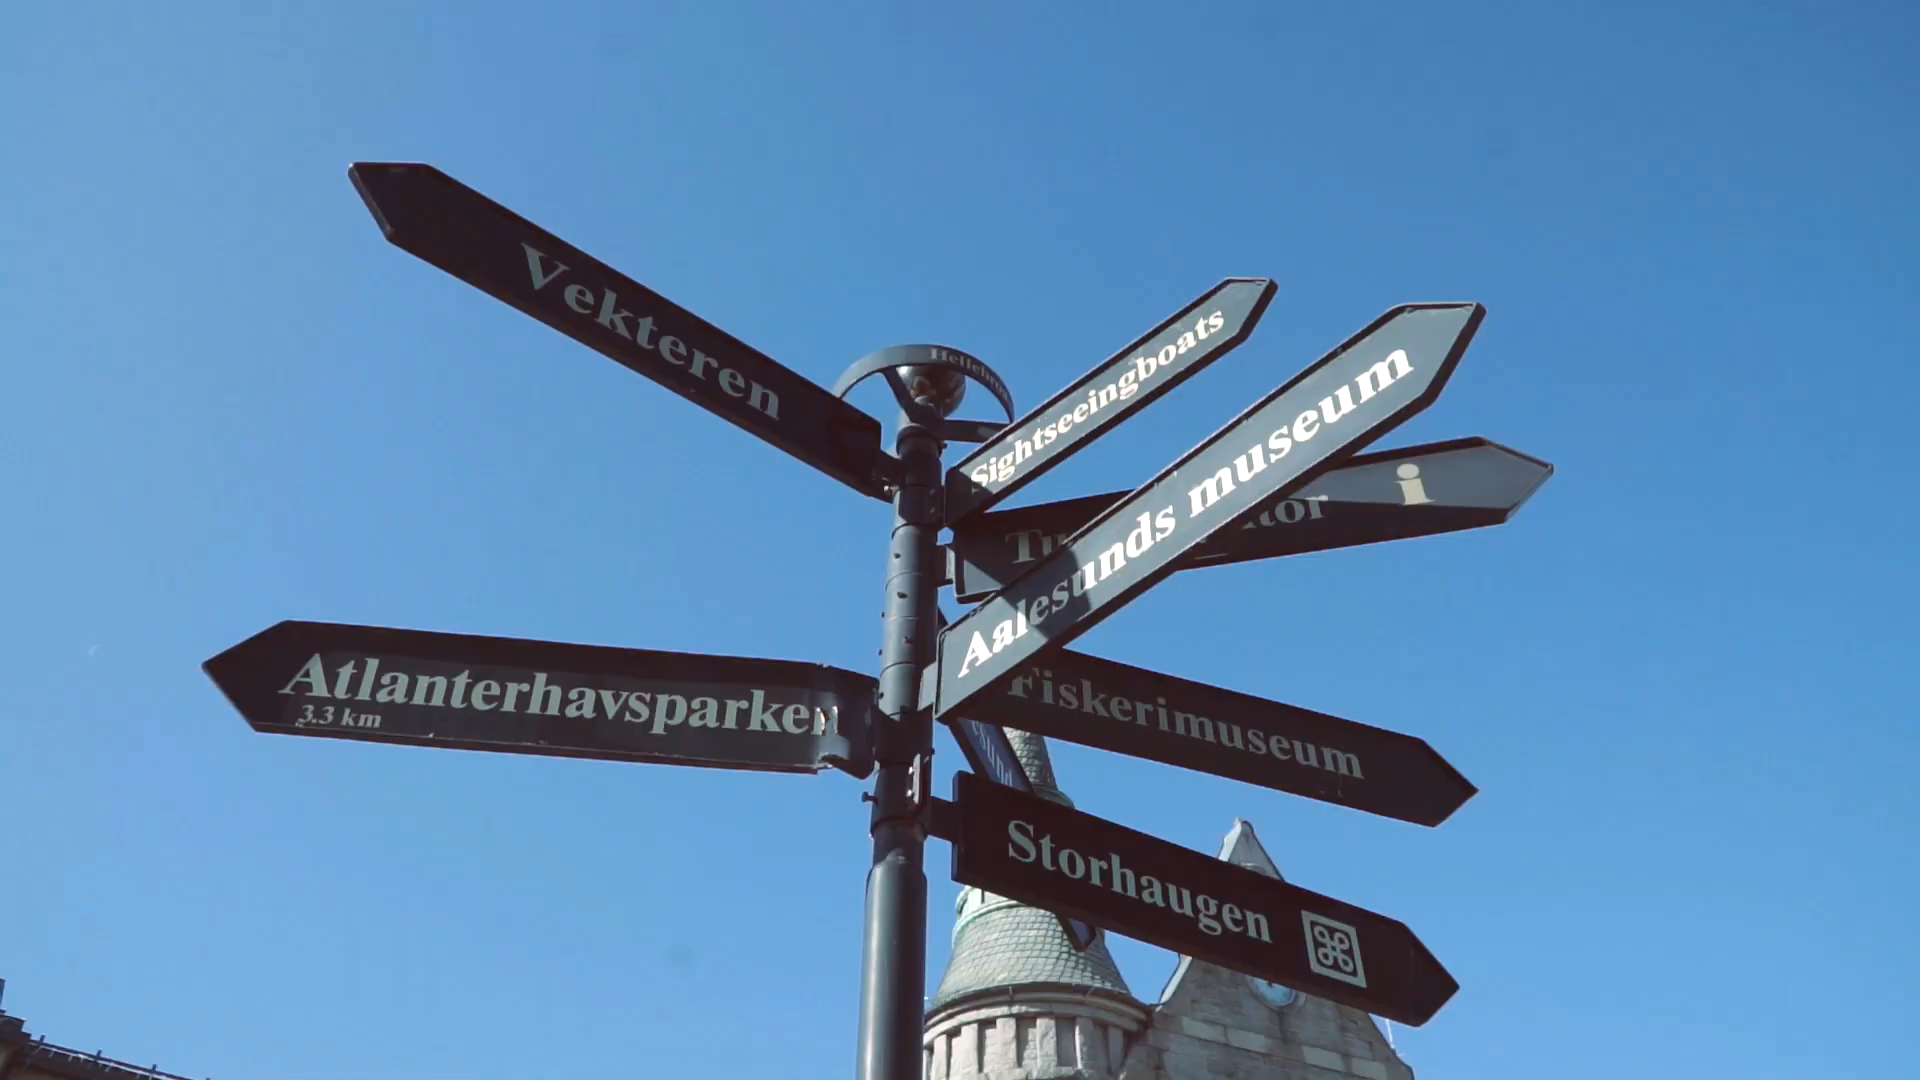 Vekteren
Sightseeingboats
Aalesunds museum
i
Atlanterhavsparken
3.3 km
Fiskerimuseum
Storhaugen